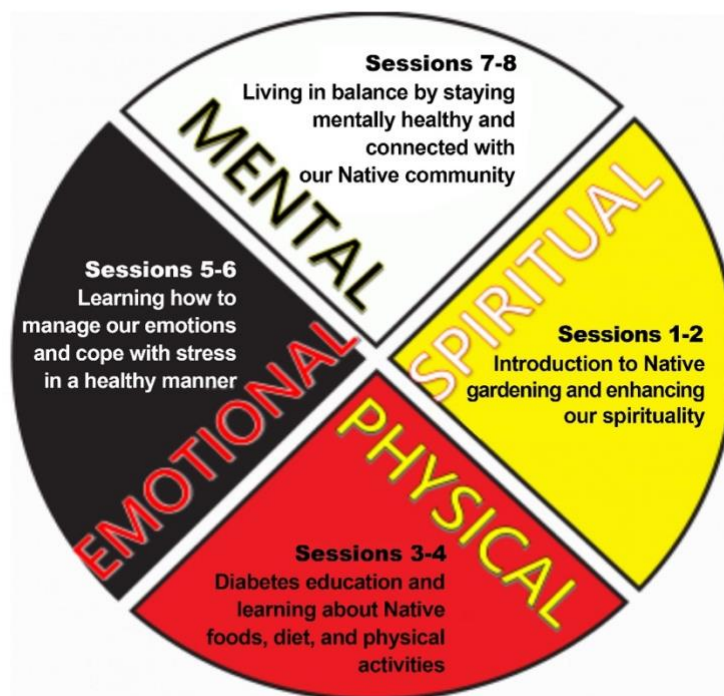 Sessions 7-8
Living in balance by staying
mentally healthy and
connected with
our Native community
MENTAL
SPIRITUAL
Sessions 1-2
Introduction to Native
gardening and enhancing
our spirituality
PHYSICAL
Sessions 3-4
Diabetes education and
learning about Native
foods, diet, and physical
activities
Sessions 5-6
Learning how to
manage our emotions
and cope with stress
in a healthy manner
EMOTIONAL